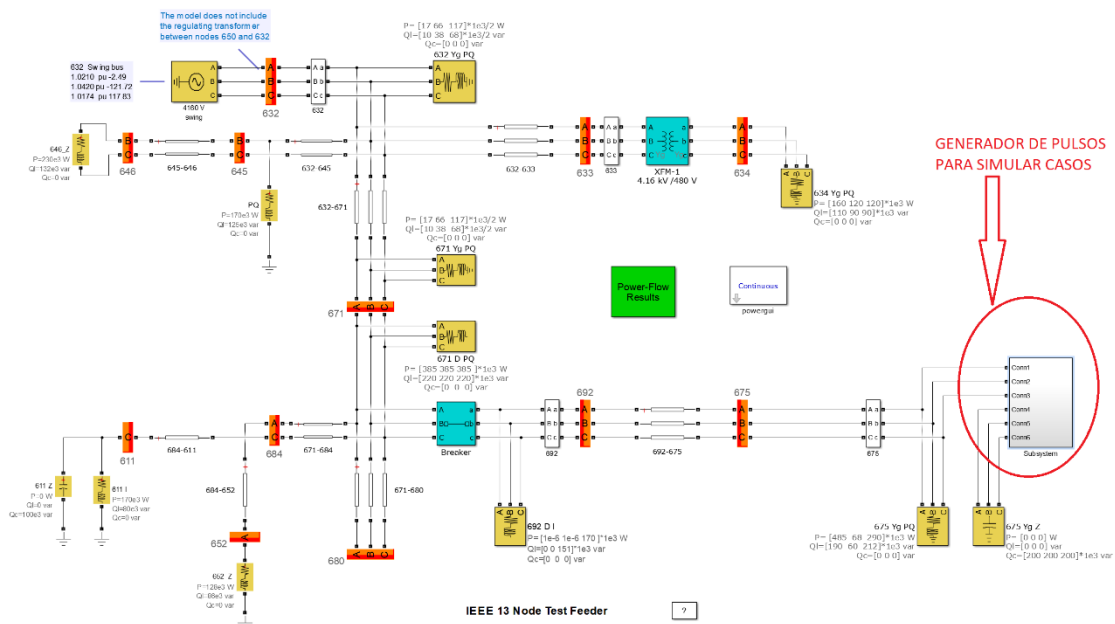 The model does not include
the regulating transformer
between nodes 650 and 632
P= [17 66 117]*1e3/2 W
Ql=[10 38 68]*1e3/2 var
Qc=[0 0 0] var
632 Yg PQ
632 Swing bus
1.0210 pu -2.49
1.0420 pu -121.72
1.0174 pu 117.83
4160 V
swing
A
B
C
A
B
C
632
A a
B b
C c
632
A
B
C
646_Z
P=230e3 W
Ql=132e3 var
Qc=0 var
B
C
646
645-646
B
C
645
632-645
PQ
P=170e3 W
Ql=125e3 var
Qc=0 var
632 633
A
B
C
633
A a
B b
C c
633
A a
B b
C c
XFM-1
4.16 kV /480 V
A
B
C
634
A B C
634 Yg PQ
P= [160 120 120]*1e3 W
Ql=[110 90 90]*1e3 var
Qc=[0 0 0] var
GENERADOR DE PULSOS
PARA SIMULAR CASOS
632-671
P= [17 66 117]*1e3/2 W
Ql=[10 38 68]*1e3/2 var
Qc=[0 0 0] var
A
B
C
671 Yg PQ
Power-Flow
Results
Continuous
powergui
671
A B C
A
B
C
671 D PQ
P= [385 385 385 ]*1e3 W
Ql=[220 220 220]*1e3 var
Qc=[0 0 0] var
Conn1
Conn2
Conn3
Conn4
Conn5
Conn6
Subsystem
C
611
684-611
A
C
684
671-684
A a
B b
C c
Breaker
A a
B b
C c
692
692
A
B
C
692-675
675
A
B
C
A a
B b
C c
675
611 Z
P=0 W
Ql=0 var
Qc=100e3 var
611 I
P=170e3 W
Ql=80e3 var
Qc=0 var
684-652
671-680
652
A
652_Z
P=128e3 W
Ql=86e3 var
Qc=0 var
680
A B C
A B C
692 D I
P= [1e-6 1e-6 170 ]*1e3 W
Ql=[0 0 151]*1e3 var
Qc=[0 0 0] var
A B C
675 Yg PQ
P= [485 68 290]*1e3 W
Ql=[190 60 212]*1e3 var
Qc=[0 0 0] var
A B C
675 Yg Z
P= [0 0 0] W
Ql=[0 0 0] var
Qc=[200 200 200]*1e3 var
IEEE 13 Node Test Feeder
?